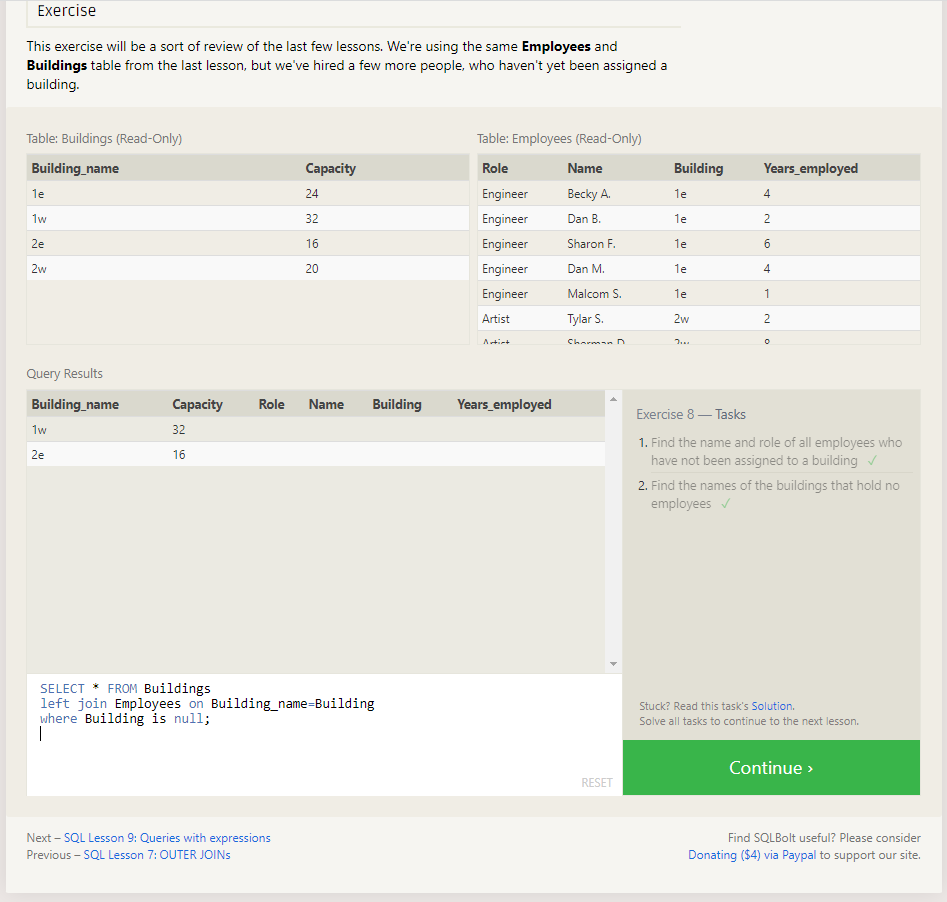 Exercise
This exercise will be a sort of review of the last few lessons. We're using the same Employees and
Buildings table from the last lesson, but we've hired a few more people, who haven't yet been assigned a
building.
Table: Buildings (Read-Only)
Building_name Capacity
1e 24
1w 32
2e 16
2w 20
Table: Employees (Read-Only)
Role Name Building Years_employed
Engineer Becky A. 1e 4
Engineer Dan B. 1e 2
Engineer Sharon F. 1e 6
Engineer Dan M. 1e 4
Engineer Malcom S. 1e 1
Artist Tylar S. 2w 2
Artist Sherman D. 2w 8
Query Results
Building_name Capacity Role Name Building Years_employed
1w 32
2e 16
Exercise 8 — Tasks
1. Find the name and role of all employees who
have not been assigned to a building ✓
2. Find the names of the buildings that hold no
employees ✓
SELECT * FROM Buildings
left join Employees on Building_name=Building
where Building is null;
RESET
Stuck? Read this task's Solution.
Solve all tasks to continue to the next lesson.
Continue ›
Next – SQL Lesson 9: Queries with expressions
Previous – SQL Lesson 7: OUTER JOINs
Find SQLBolt useful? Please consider
Donating ($4) via Paypal to support our site.